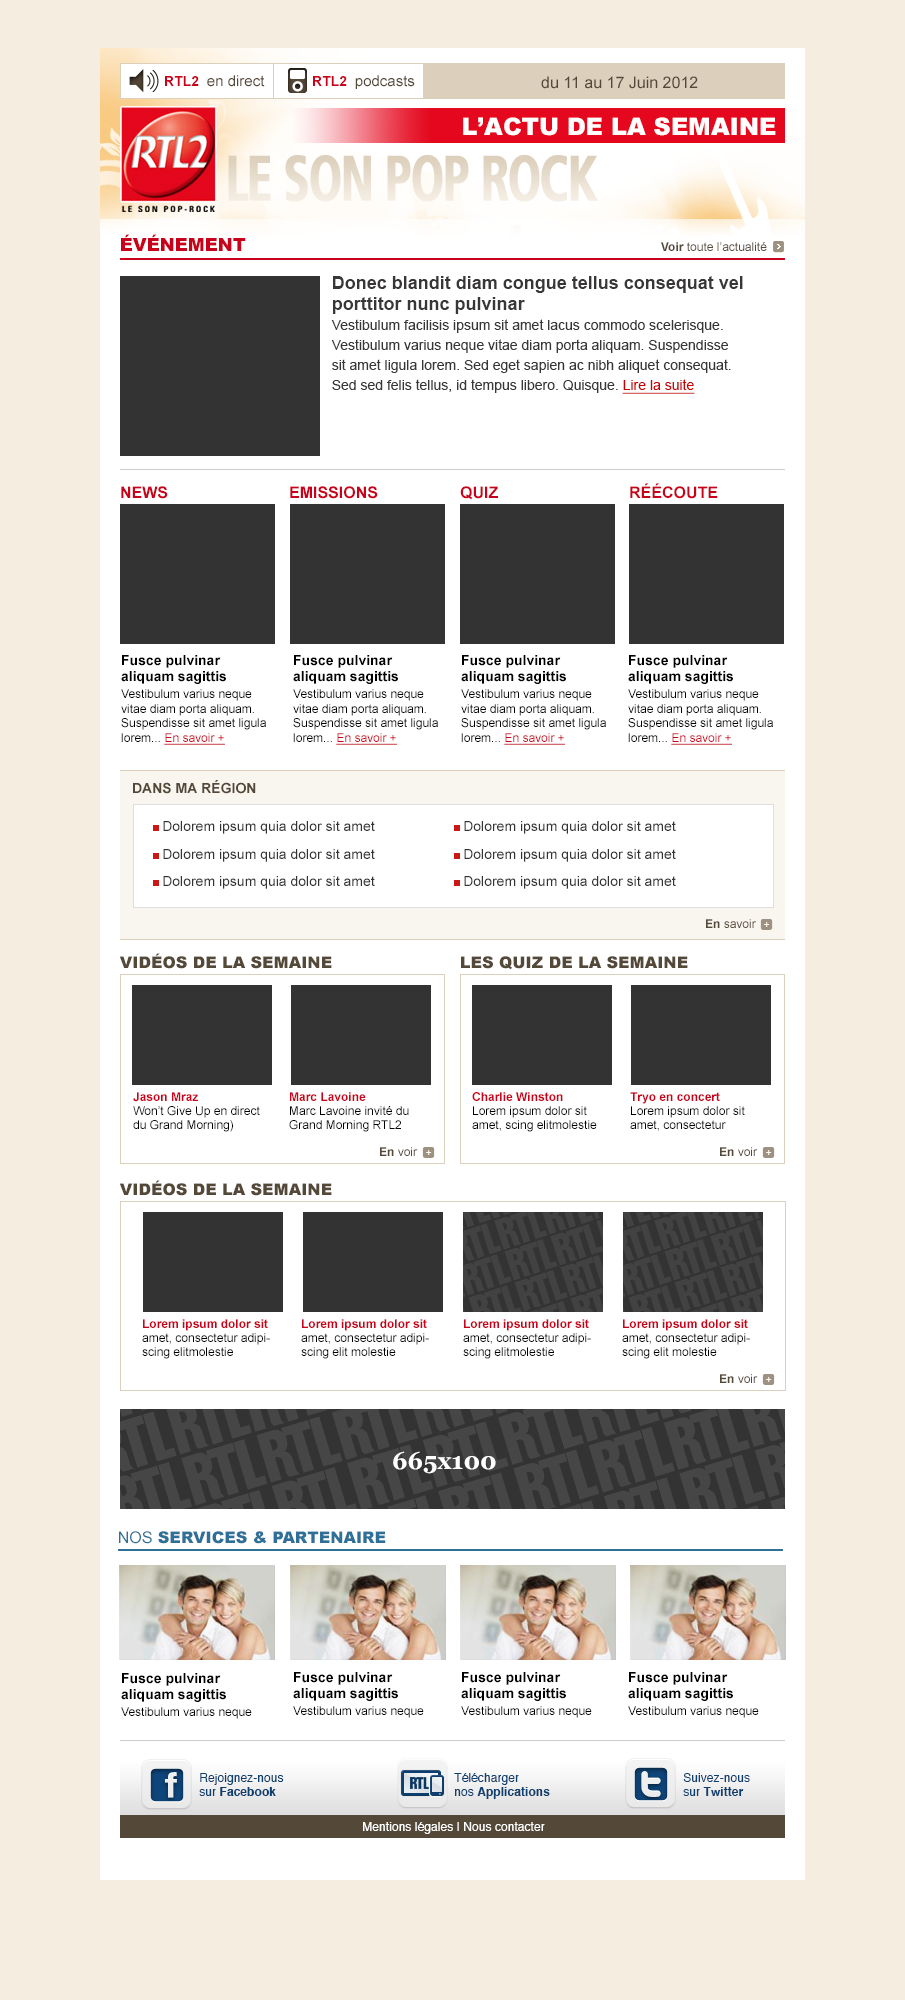 RTL2 en direct
RTL2 podcasts
du 11 au 17 Juin 2012
L'ACTU DE LA SEMAINE
RTL2
LE SON POP ROCK
LE SON POP-ROCK
ÉVÉNEMENT
Voir toute l'actualité
Donec blandit diam congue tellus consequat vel
porttitor nunc pulvinar
Vestibulum facilisis ipsum sit amet lacus commodo scelerisque.
Vestibulum varius neque vitae diam porta aliquam. Suspendisse
sit amet ligula lorem. Sed eget sapien ac nibh aliquet consequat.
Sed sed felis tellus, id tempus libero. Quisque. Lire la suite
NEWS
Fusce pulvinar
aliquam sagittis
Vestibulum varius neque
vitae diam porta aliquam.
Suspendisse sit amet ligula
lorem... En savoir +
EMISSIONS
Fusce pulvinar
aliquam sagittis
Vestibulum varius neque
vitae diam porta aliquam.
Suspendisse sit amet ligula
lorem... En savoir +
QUIZ
Fusce pulvinar
aliquam sagittis
Vestibulum varius neque
vitae diam porta aliquam.
Suspendisse sit amet ligula
lorem... En savoir +
RÉÉCOUTE
Fusce pulvinar
aliquam sagittis
Vestibulum varius neque
vitae diam porta aliquam.
Suspendisse sit amet ligula
lorem... En savoir +
DANS MA RÉGION
Dolorem ipsum quia dolor sit amet
Dolorem ipsum quia dolor sit amet
Dolorem ipsum quia dolor sit amet
Dolorem ipsum quia dolor sit amet
Dolorem ipsum quia dolor sit amet
Dolorem ipsum quia dolor sit amet
En savoir +
VIDÉOS DE LA SEMAINE
Jason Mraz
Won't Give Up en direct
du Grand Morning)
Marc Lavoine
Marc Lavoine invité du
Grand Morning RTL2
En voir +
LES QUIZ DE LA SEMAINE
Charlie Winston
Lorem ipsum dolor sit
amet, scing elitmolestie
Tryo en concert
Lorem ipsum dolor sit
amet, consectetur
En voir +
VIDÉOS DE LA SEMAINE
Lorem ipsum dolor sit
amet, consectetur adipi-
scing elitmolestie
Lorem ipsum dolor sit
amet, consectetur adipi-
scing elit molestie
Lorem ipsum dolor sit
amet, consectetur adipi-
scing elitmolestie
Lorem ipsum dolor sit
amet, consectetur adipi-
scing elit molestie
En voir +
665x100
NOS SERVICES & PARTENAIRE
Fusce pulvinar
aliquam sagittis
Vestibulum varius neque
Fusce pulvinar
aliquam sagittis
Vestibulum varius neque
Fusce pulvinar
aliquam sagittis
Vestibulum varius neque
Fusce pulvinar
aliquam sagittis
Vestibulum varius neque
Rejoignez-nous
sur Facebook
RTL
Télécharger
nos Applications
Suivez-nous
sur Twitter
Mentions légales I Nous contacter